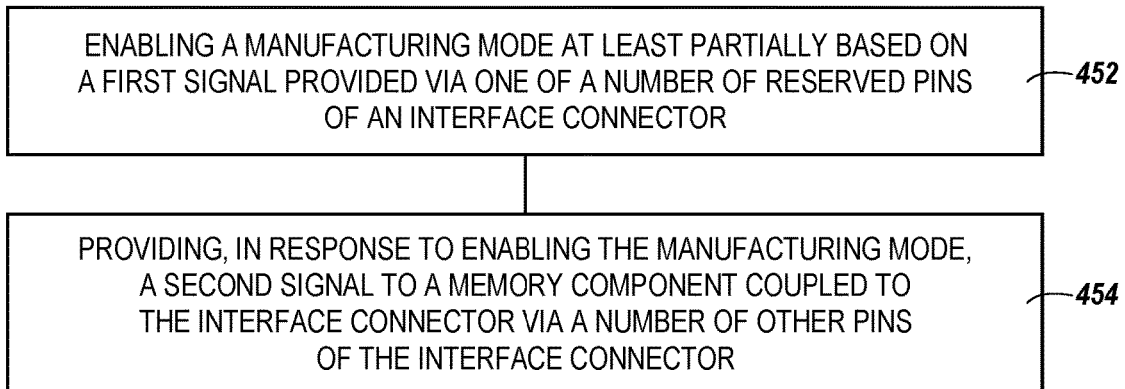 ENABLING A MANUFACTURING MODE AT LEAST PARTIALLY BASED ON
A FIRST SIGNAL PROVIDED VIA ONE OF A NUMBER OF RESERVED PINS
OF AN INTERFACE CONNECTOR
452
PROVIDING, IN RESPONSE TO ENABLING THE MANUFACTURING MODE,
A SECOND SIGNAL TO A MEMORY COMPONENT COUPLED TO
THE INTERFACE CONNECTOR VIA A NUMBER OF OTHER PINS
OF THE INTERFACE CONNECTOR
454